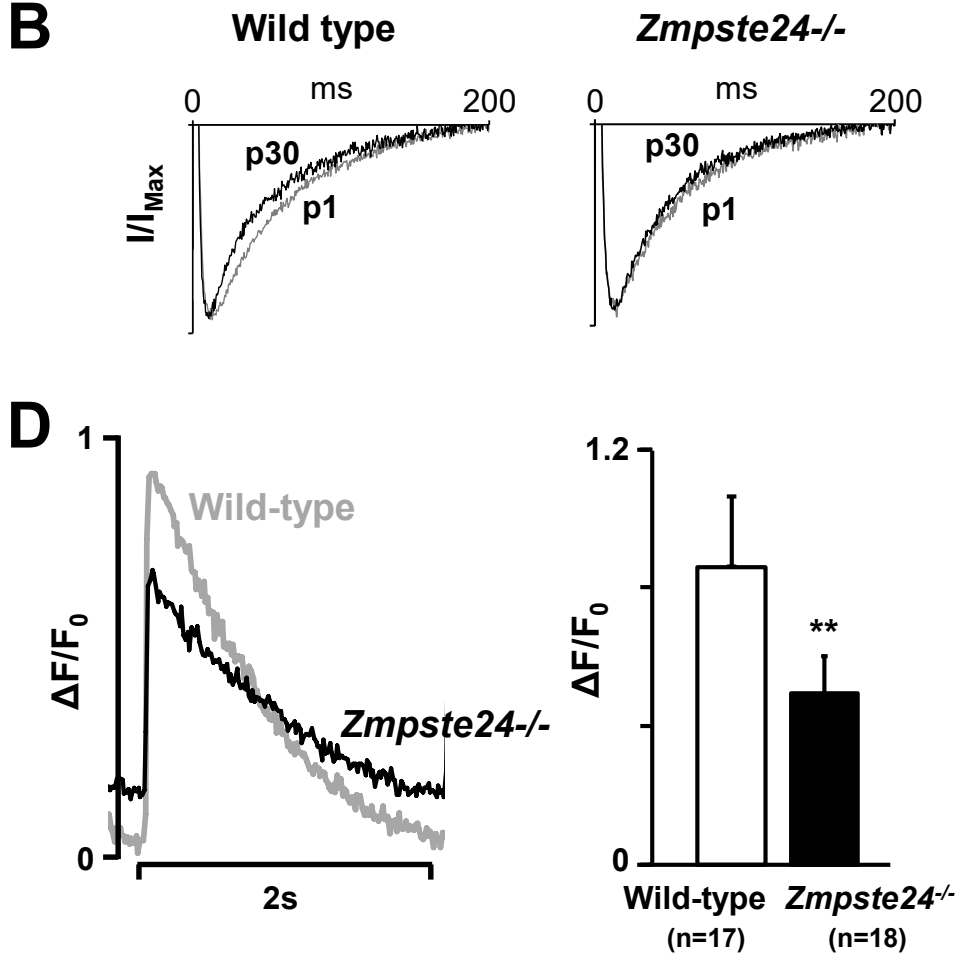 B
Wild type
Zmpste24-/-
0 ms 200
0 ms 200
I/IMax
p30
p1
p30
p1
D
1
ΔF/F0
0
Wild-type
Zmpste24-/-
2s
1.2
ΔF/F0
0
**
Wild-type Zmpste24-/-
(n=17) (n=18)